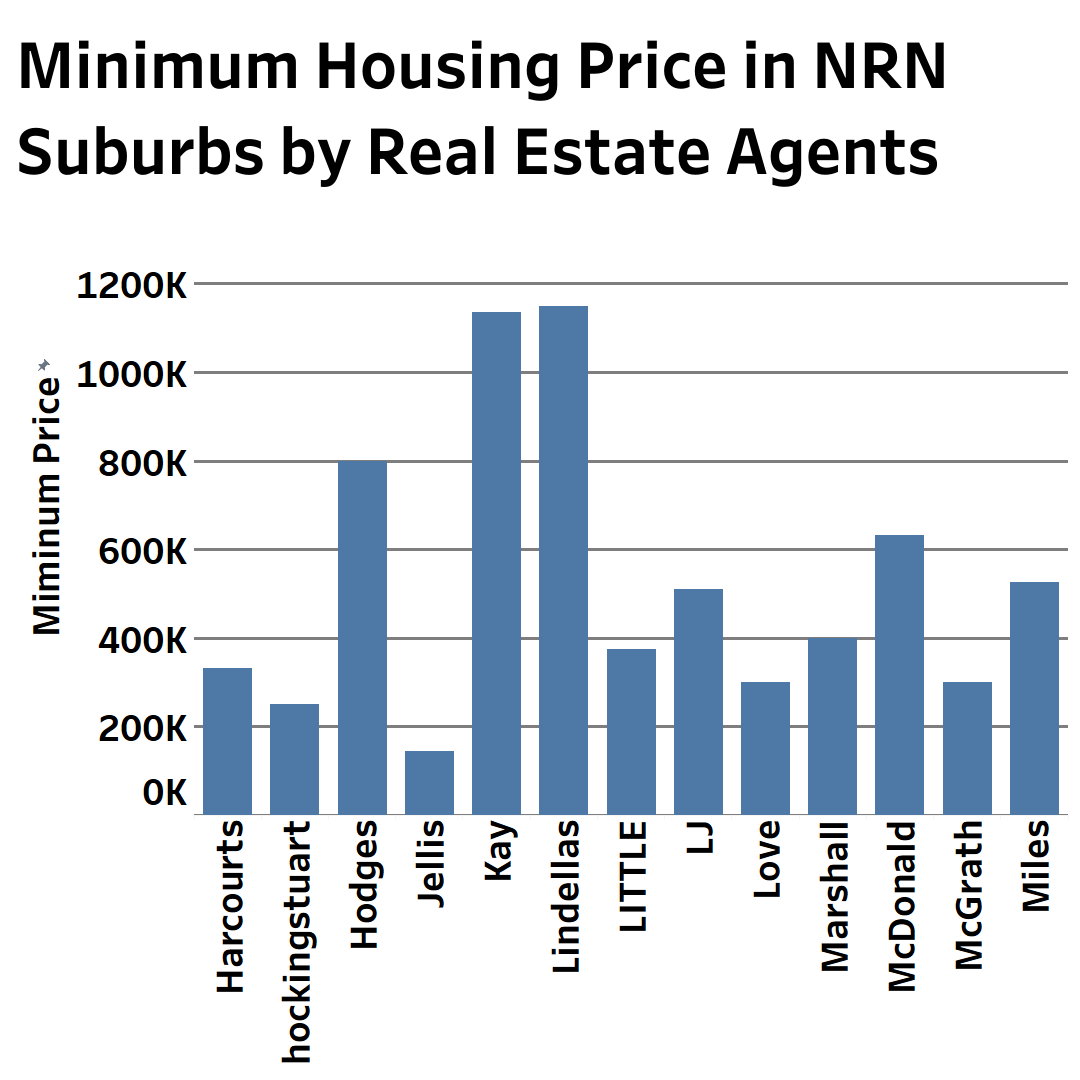 Minimum Housing Price in NRN
Suburbs by Real Estate Agents
Miminum Price
1200K
1000K
800K
600K
400K
200K
0K
Harcourts
hockingstuart
Hodges
Jellis
Kay
Lindellas
LITTLE
LJ
Love
Marshall
McDonald
McGrath
Miles